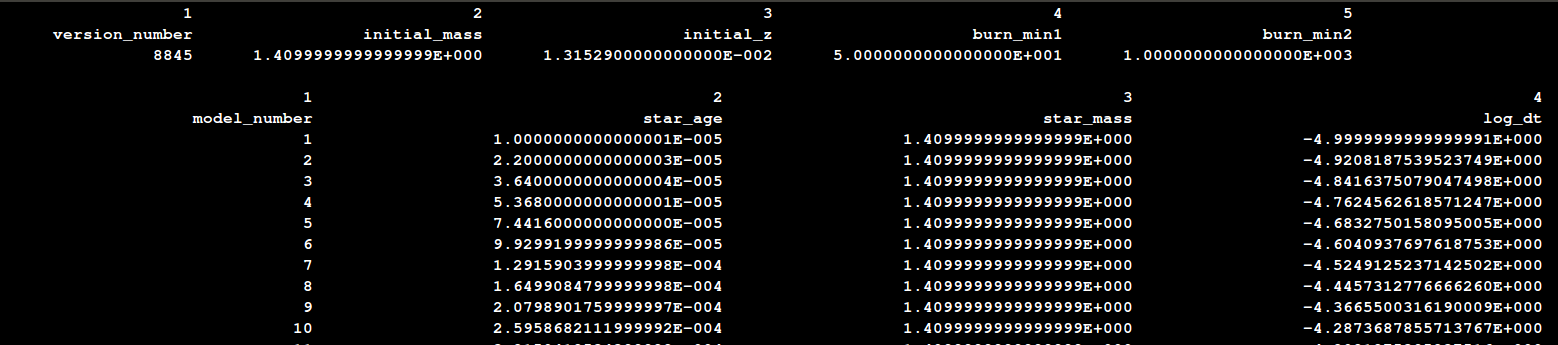 1 2 3 4 5
version_number initial_mass initial_z burn_min1 burn_min2
8845 1.4099999999999999E+000 1.3152900000000000E-002 5.0000000000000000E+001 1.0000000000000000E+003
1 2 3 4
model_number star_age star_mass log_dt
1 1.0000000000000001E-005 1.4099999999999999E+000 -4.9999999999999991E+000
2 2.2000000000000003E-005 1.4099999999999999E+000 -4.9208187539523749E+000
3 3.6400000000000004E-005 1.4099999999999999E+000 -4.8416375079047498E+000
4 5.3680000000000001E-005 1.4099999999999999E+000 -4.7624562618571247E+000
5 7.4416000000000000E-005 1.4099999999999999E+000 -4.6832750158095005E+000
6 9.9299199999999986E-005 1.4099999999999999E+000 -4.6040937697618753E+000
7 1.2915903999999998E-004 1.4099999999999999E+000 -4.5249125237142502E+000
8 1.6499084799999998E-004 1.4099999999999999E+000 -4.4457312776666260E+000
9 2.0798901759999997E-004 1.4099999999999999E+000 -4.3665500316190009E+000
10 2.5958682111999992E-004 1.4099999999999999E+000 -4.2873687855713767E+000